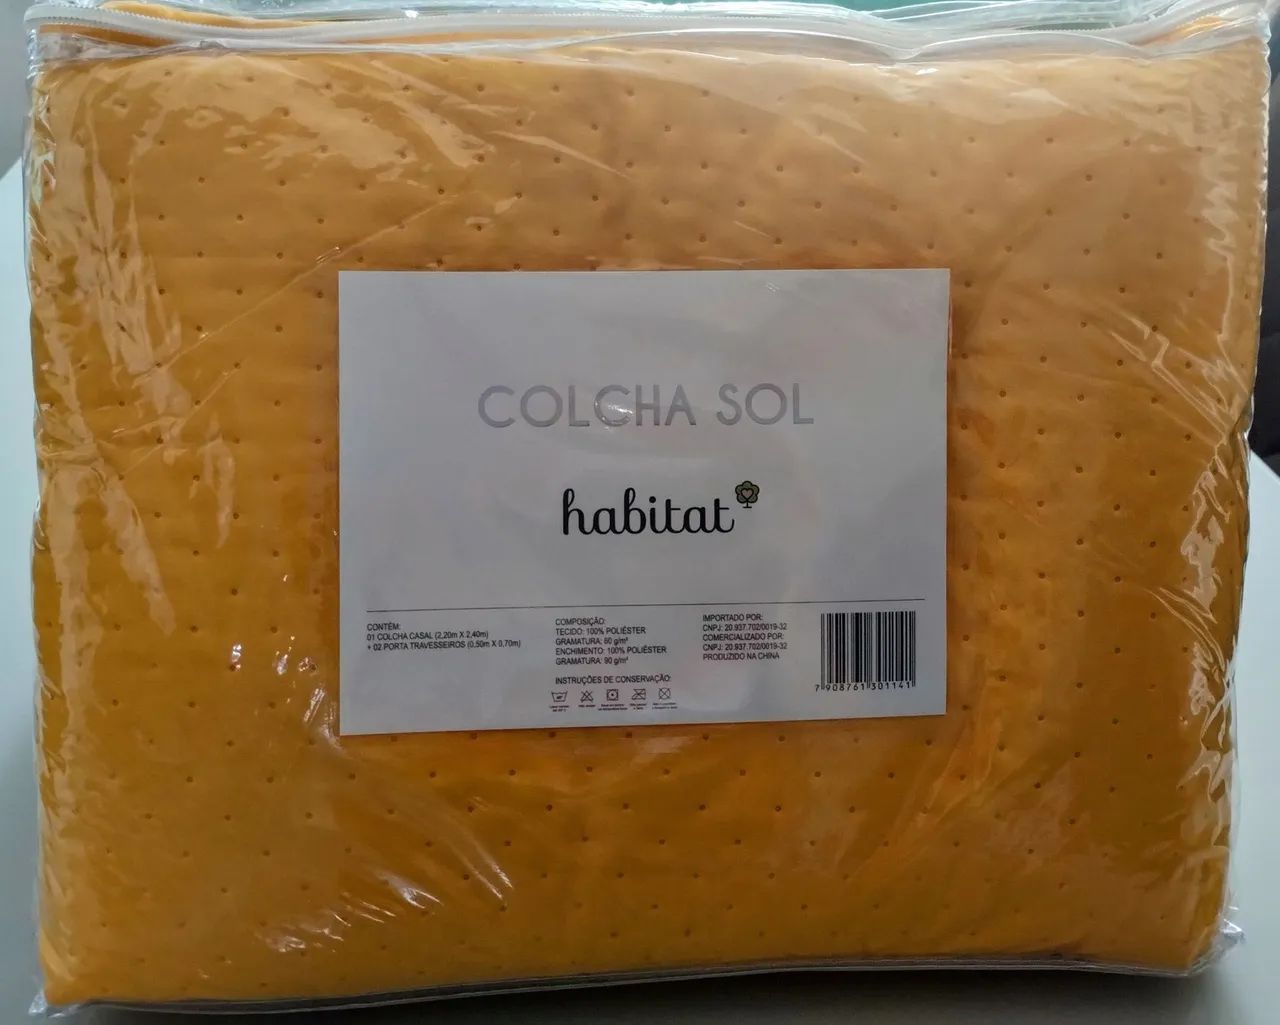 COLCHA SOL
habitat
CONTÉM:
01 COLCHA CASAL (2,20m X 2,40m)
+ 02 PORTA TRAVESSEIROS (0,50m X 0,70m)
COMPOSIÇÃO:
TECIDO: 100% POLIÉSTER
GRAMATURA: 60 g/m²
ENCHIMENTO: 100% POLIÉSTER
GRAMATURA: 90 g/m²
INSTRUÇÕES DE CONSERVAÇÃO:
IMPORTADO POR:
CNPJ: 20.937.702/0019-32
COMERCIALIZADO POR:
CNPJ: 20.937.702/0019-32
PRODUZIDO NA CHINA
7 908761 301141